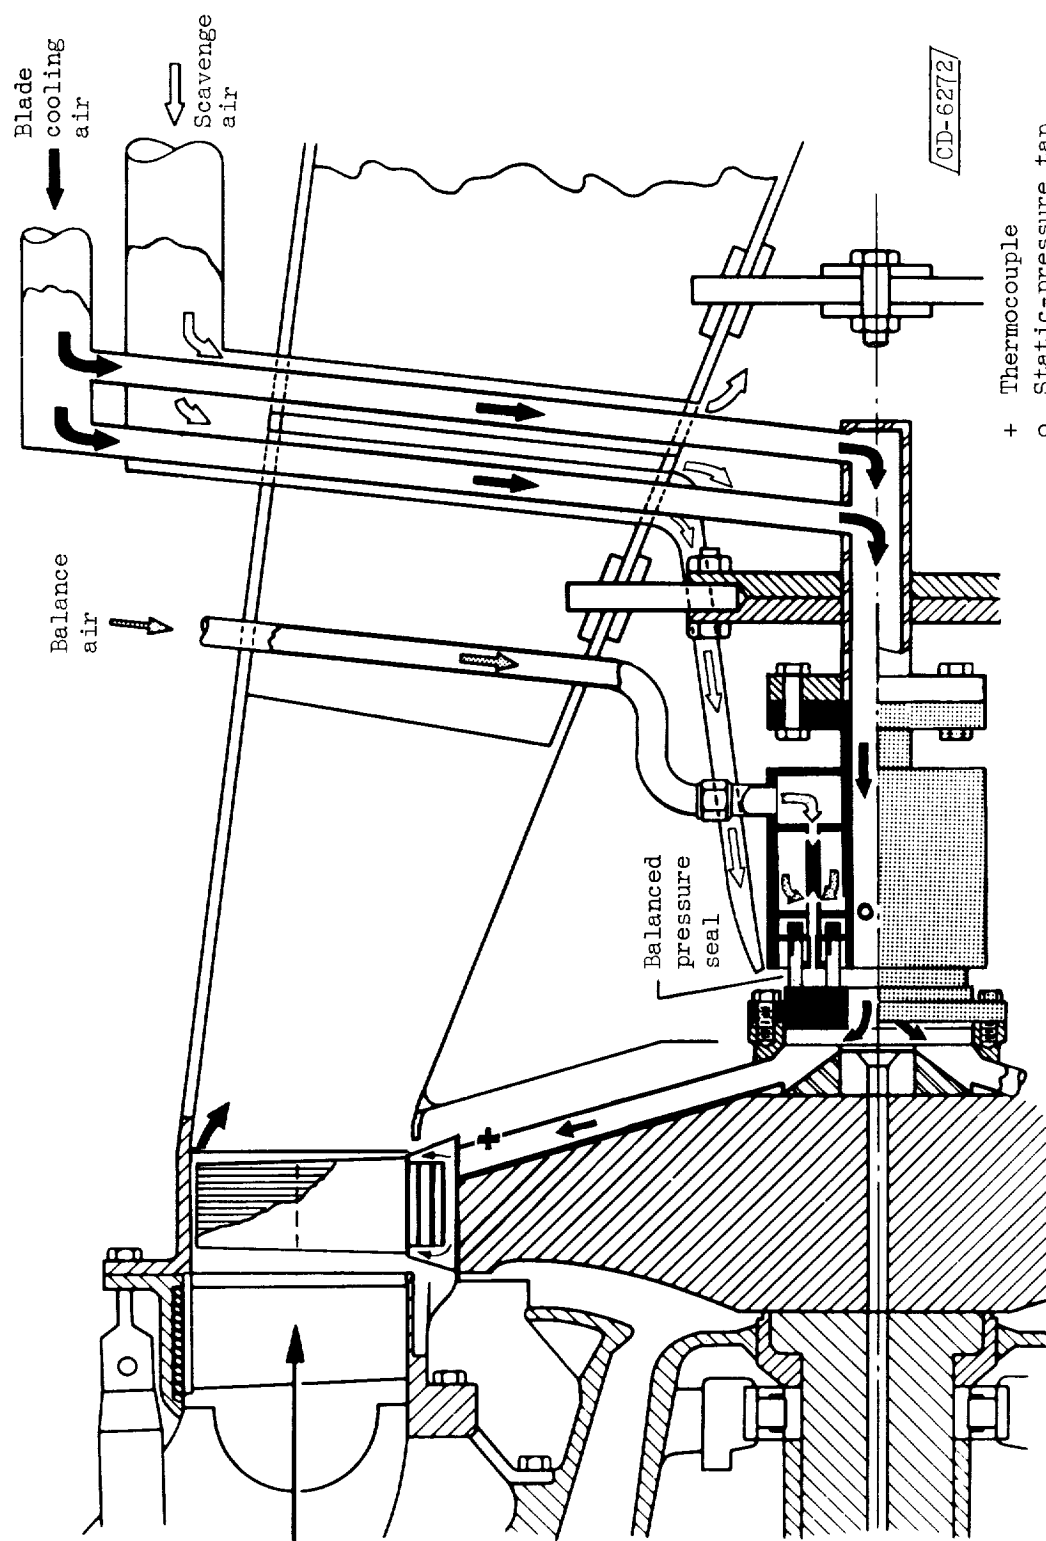 Blade
cooling
air
Scavenge
air
Balance
air
Balanced
pressure
seal
CD-6272
+ Thermocouple
o Static-pressure tap